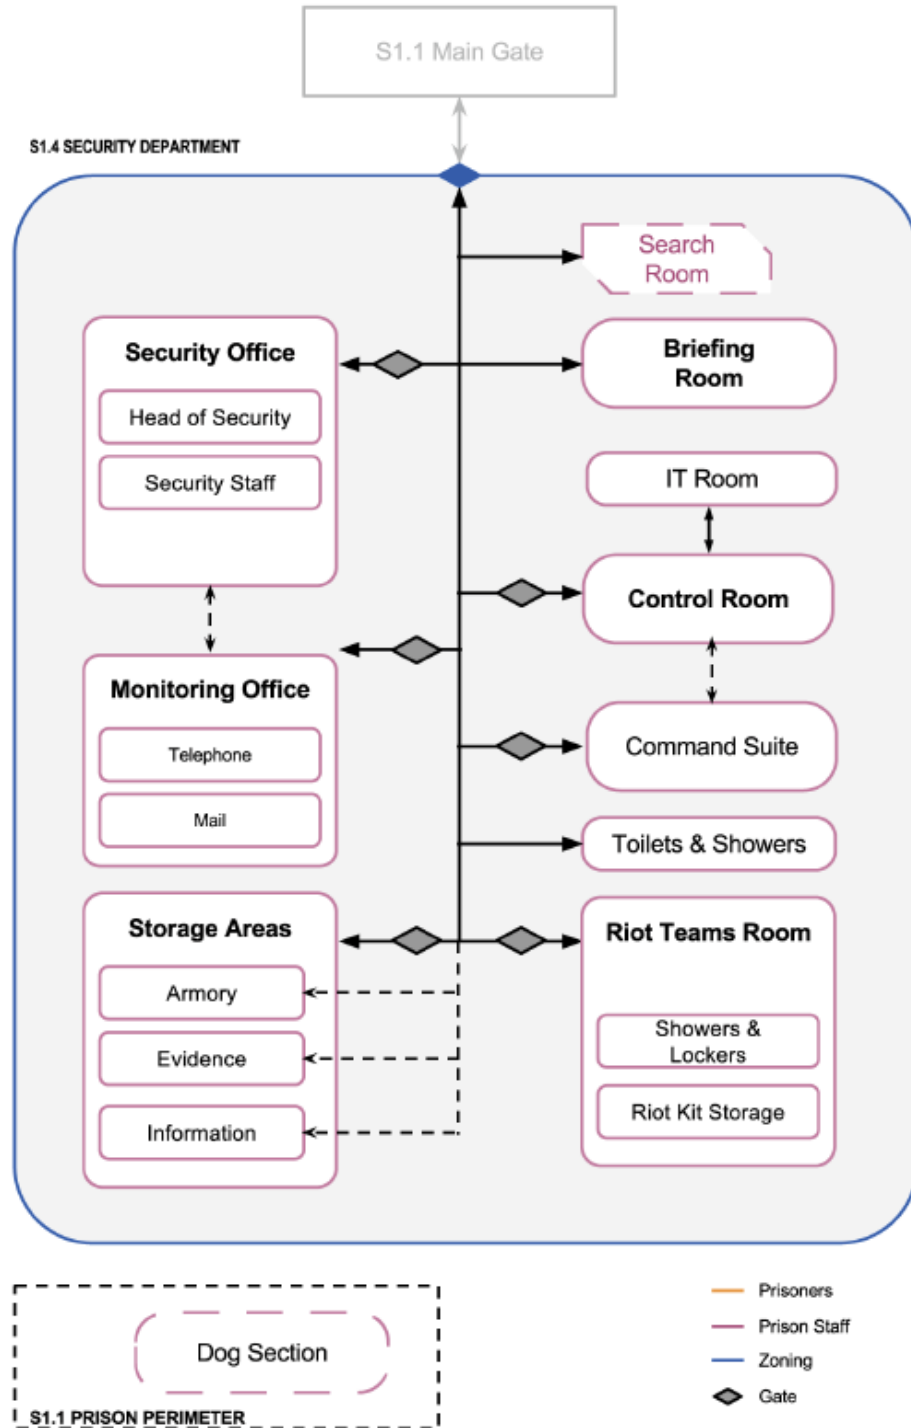 S1.1 Main Gate
S1.4 SECURITY DEPARTMENT
Search
Room
Security Office
Head of Security
Security Staff
Briefing
Room
IT Room
Control Room
Monitoring Office
Telephone
Mail
Command Suite
Toilets & Showers
Storage Areas
Armory
Evidence
Information
Riot Teams Room
Showers &
Lockers
Riot Kit Storage
Dog Section
S1.1 PRISON PERIMETER
Prisoners
Prison Staff
Zoning
Gate